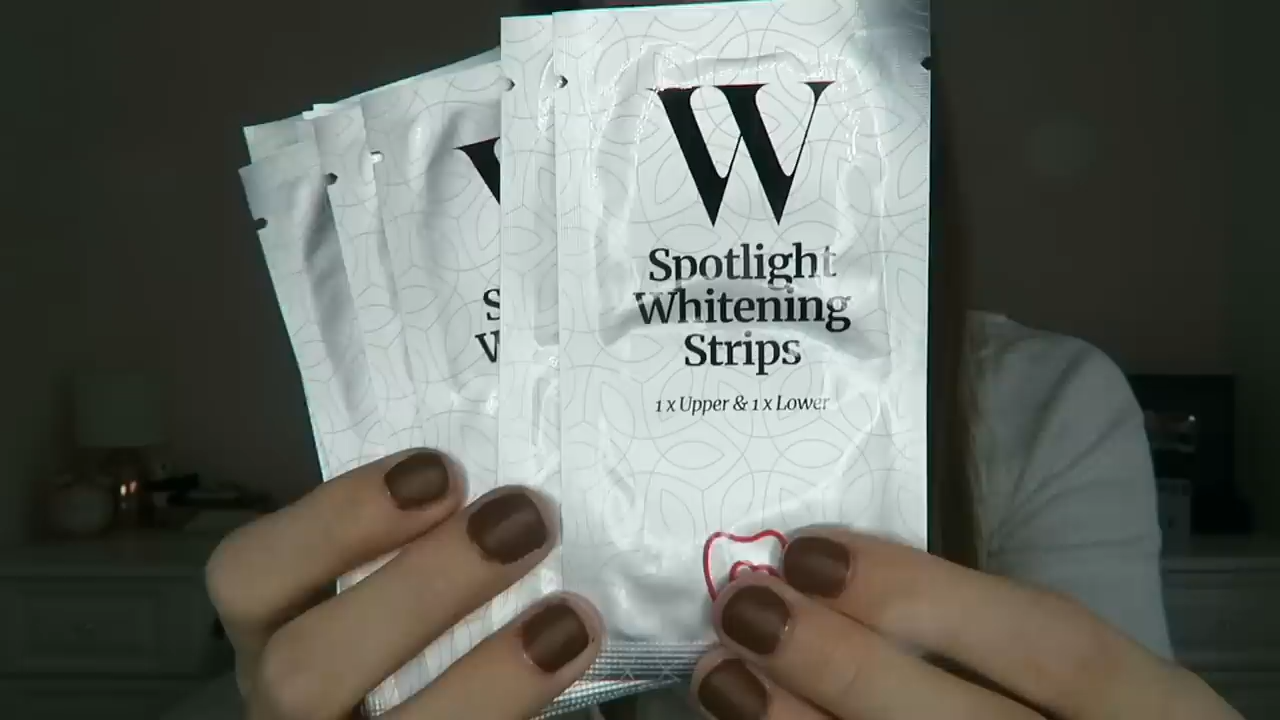 W
Spotlight
Whitening
Strips
1 x Upper & 1 x Lower
W
S
W